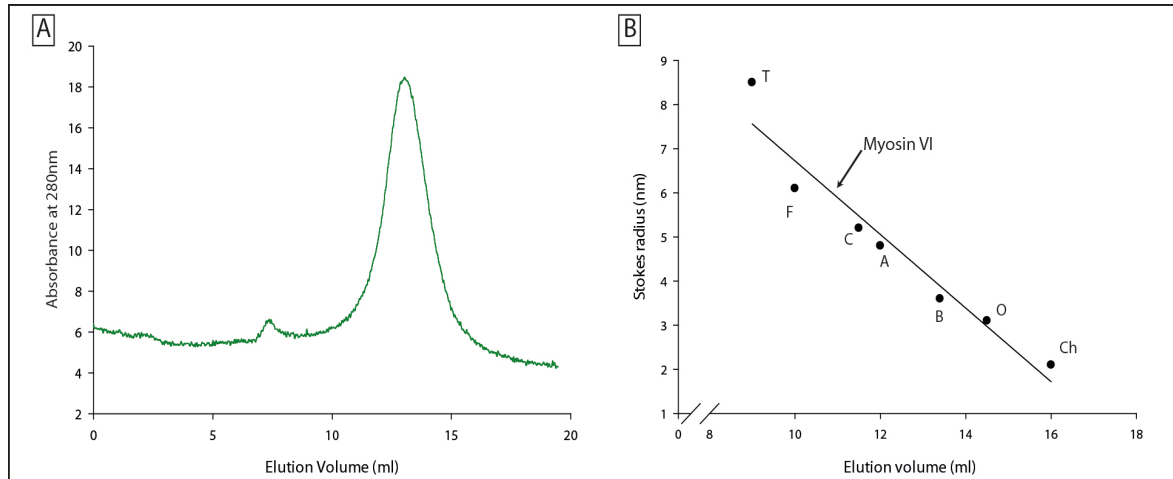 A
20
18
16
14
12
10
8
6
4
2
0
5
10
15
20
Absorbance at 280nm
Elution Volume (ml)
B
9
8
7
6
5
4
3
2
1
0
8
10
12
14
16
18
Stokes radius (nm)
Elution volume (ml)
T
Myosin VI
F
C
A
B
O
Ch